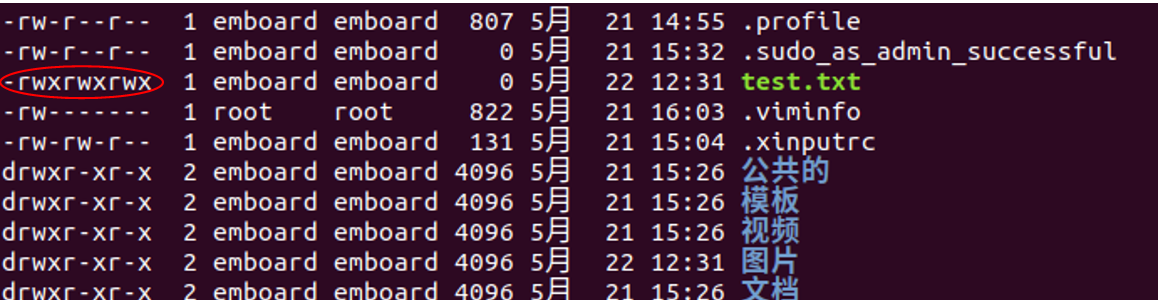 -rw-r--r-- 1 emboard emboard 807 5月 21 14:55 .profile
-rw-r--r-- 1 emboard emboard 0 5月 21 15:32 .sudo_as_admin_successful
-rwxrwxrwx 1 emboard emboard 0 5月 22 12:31 test.txt
-rw------- 1 root root 822 5月 21 16:03 .viminfo
-rw-rw-r-- 1 emboard emboard 131 5月 21 15:04 .xinputrc
drwxr-xr-x 2 emboard emboard 4096 5月 21 15:26 公共的
drwxr-xr-x 2 emboard emboard 4096 5月 21 15:26 模板
drwxr-xr-x 2 emboard emboard 4096 5月 21 15:26 视频
drwxr-xr-x 2 emboard emboard 4096 5月 22 12:31 图片
drwxr-xr-x 2 emboard emboard 4096 5月 21 15:26 文档